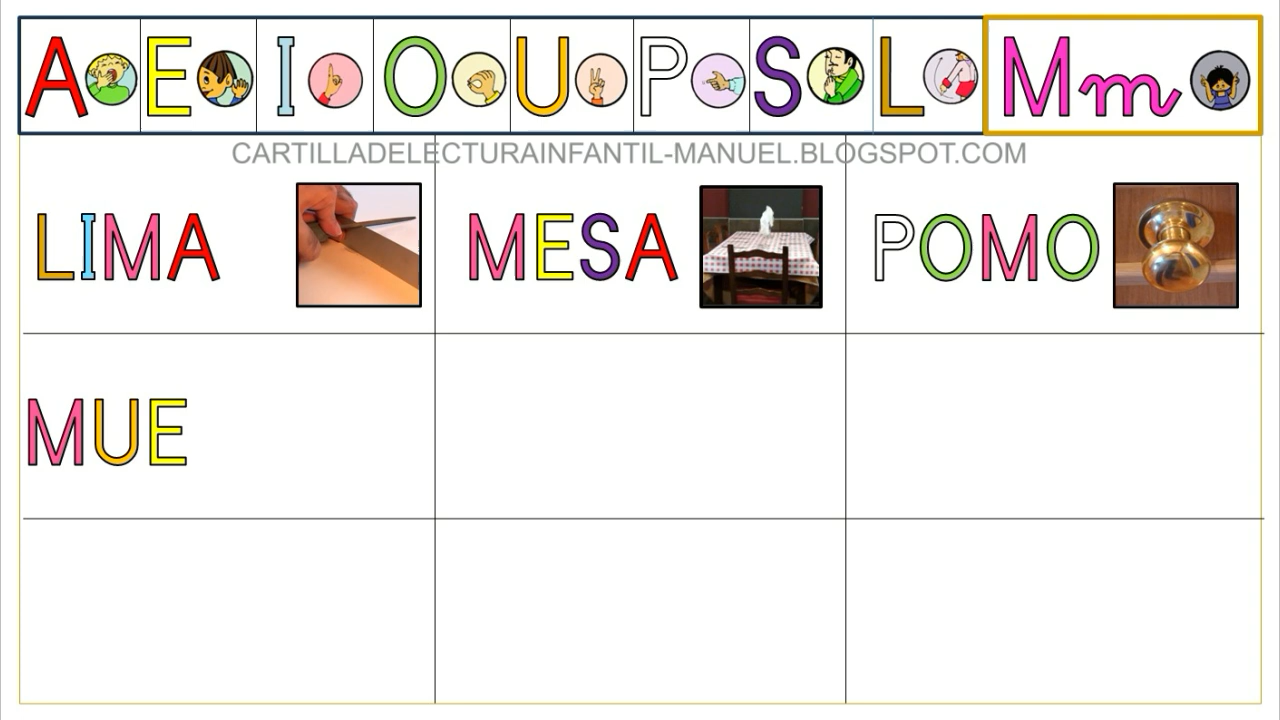 A E I O U P S L M m
CARTILLADELECTURAINFANTIL-MANUEL.BLOGSPOT.COM
LIMA MESA POMO
MUE